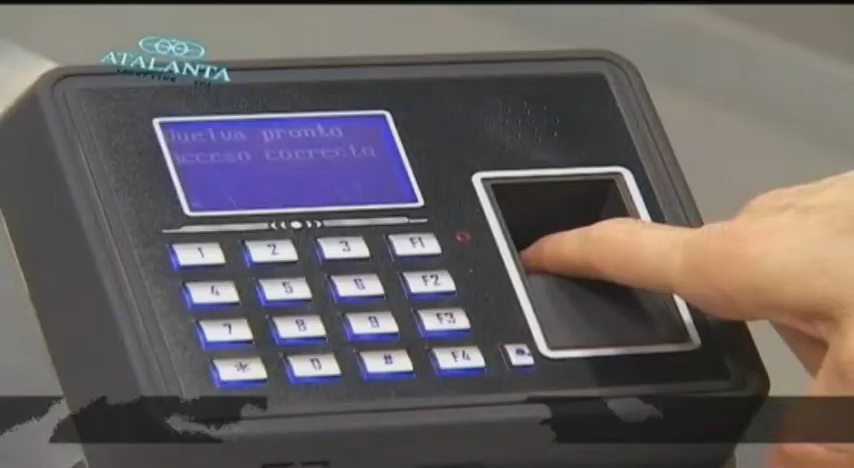 ATALANTA
Vuelva pronto
Acceso correcto
1 2 3 F1
4 5 6 F2
7 8 9 F3
* 0 # F4